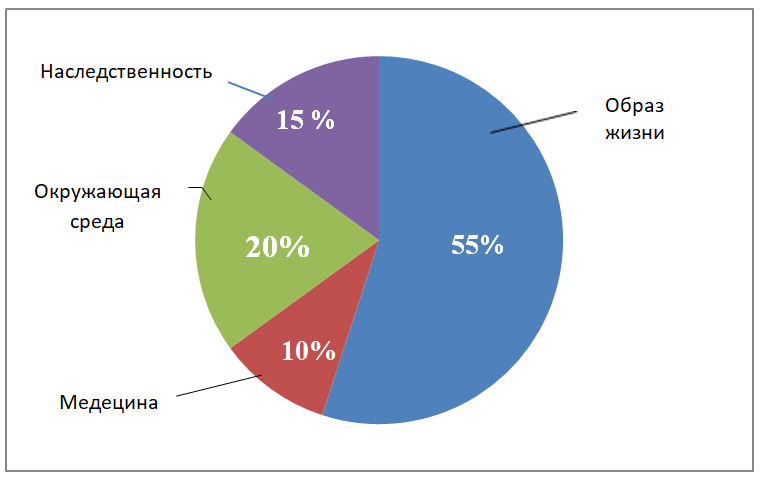 Наследственность
15 %
Образ
жизни
Окружающая
среда
20%
55%
10%
Медецина